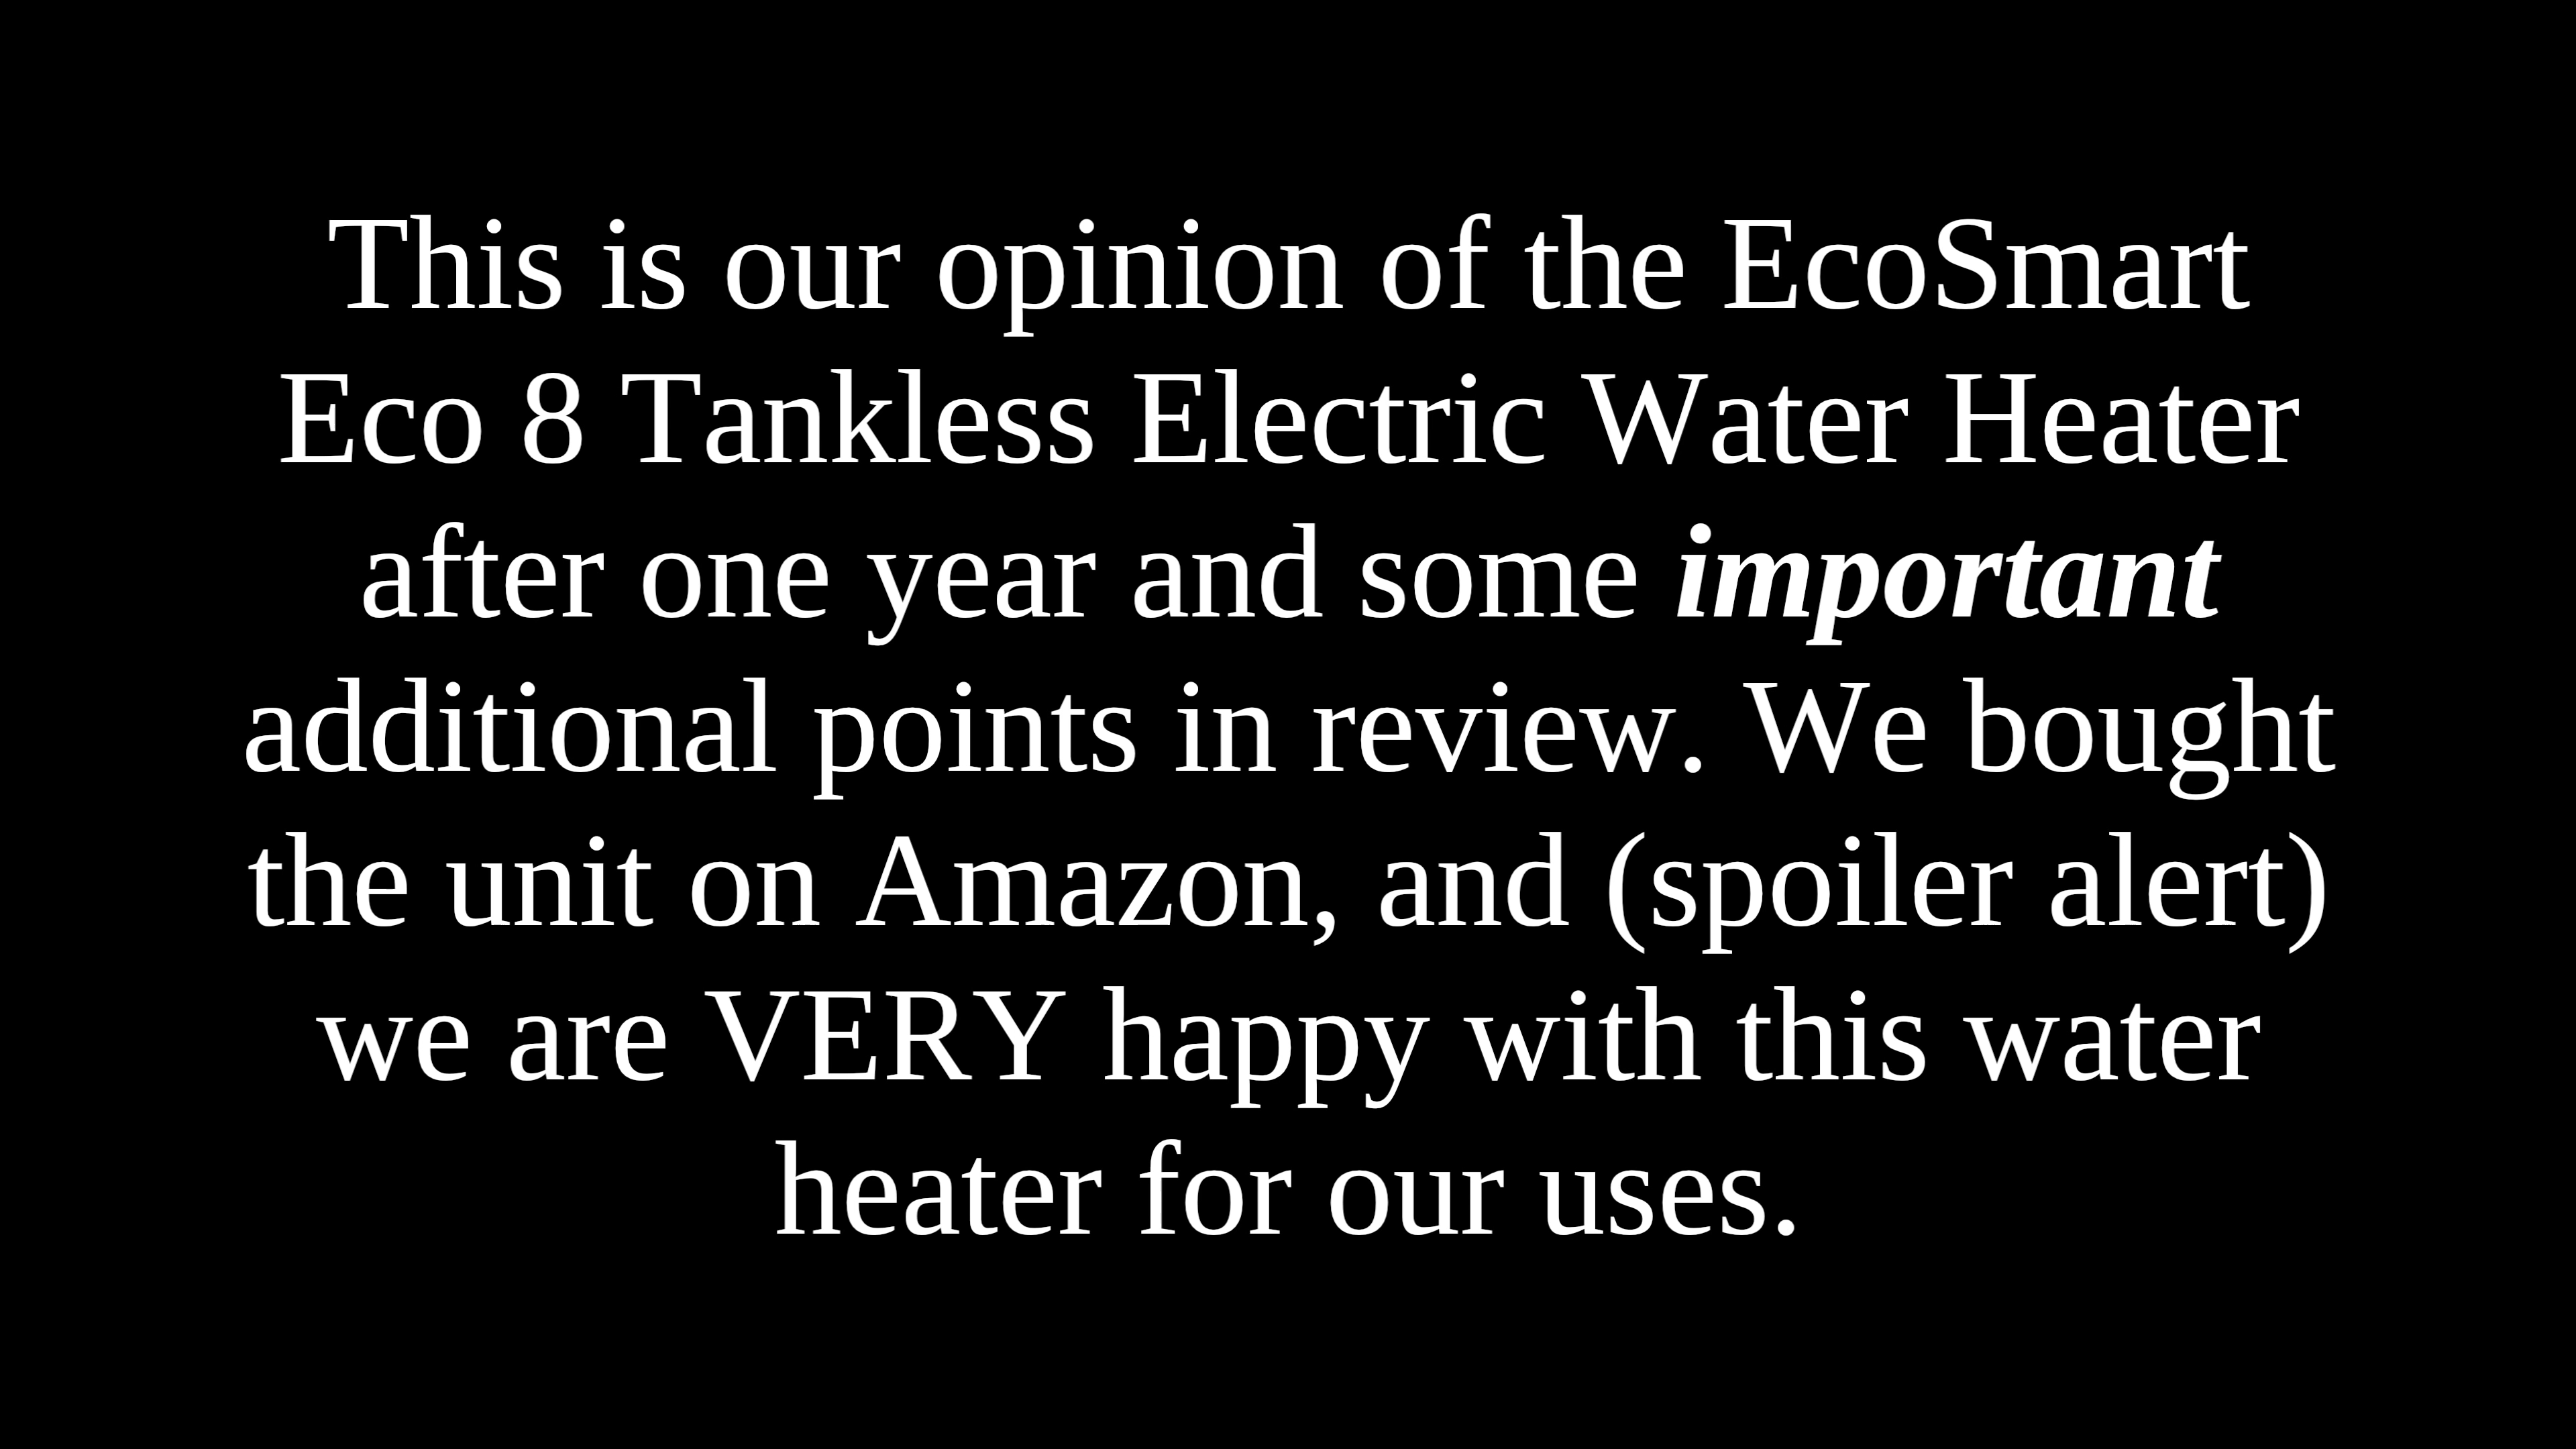 This is our opinion of the EcoSmart
Eco 8 Tankless Electric Water Heater
after one year and some important
additional points in review. We bought
the unit on Amazon, and (spoiler alert)
we are VERY happy with this water
heater for our uses.